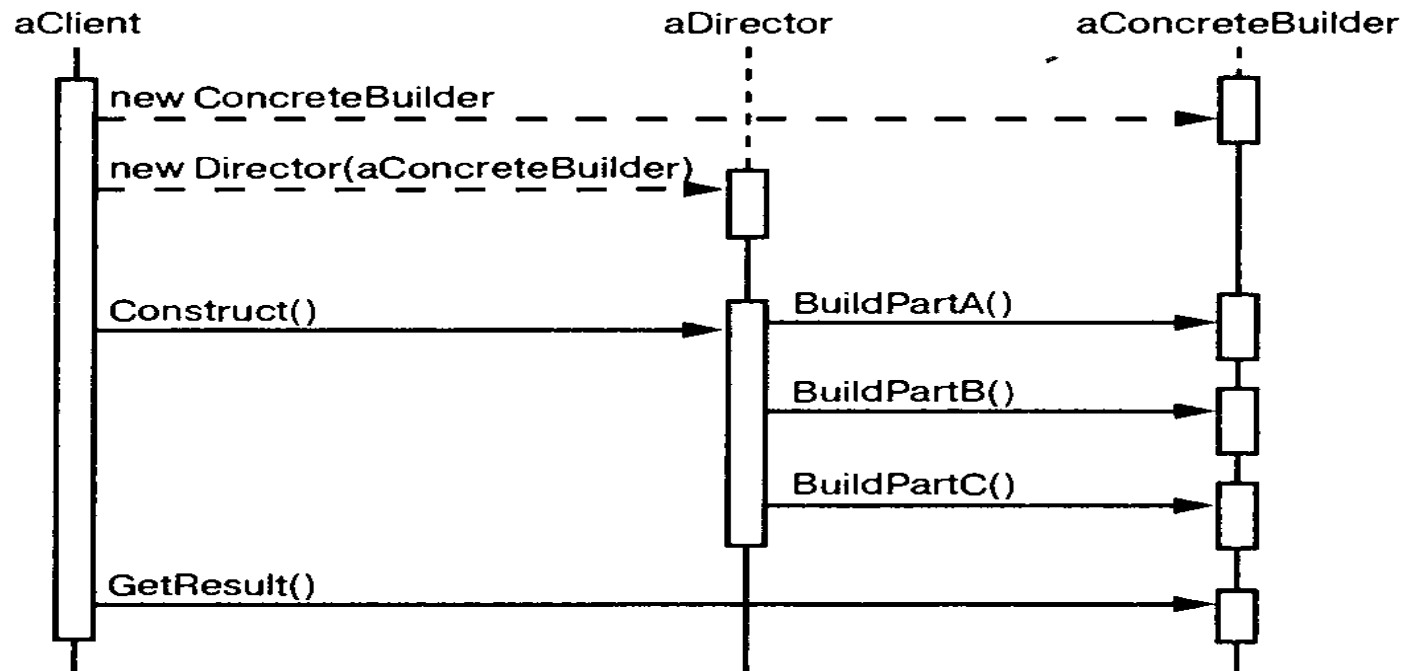 aClient aDirector aConcreteBuilder
new ConcreteBuilder
new Director(aConcreteBuilder)
Construct() BuildPartA()
BuildPartB()
BuildPartC()
GetResult()